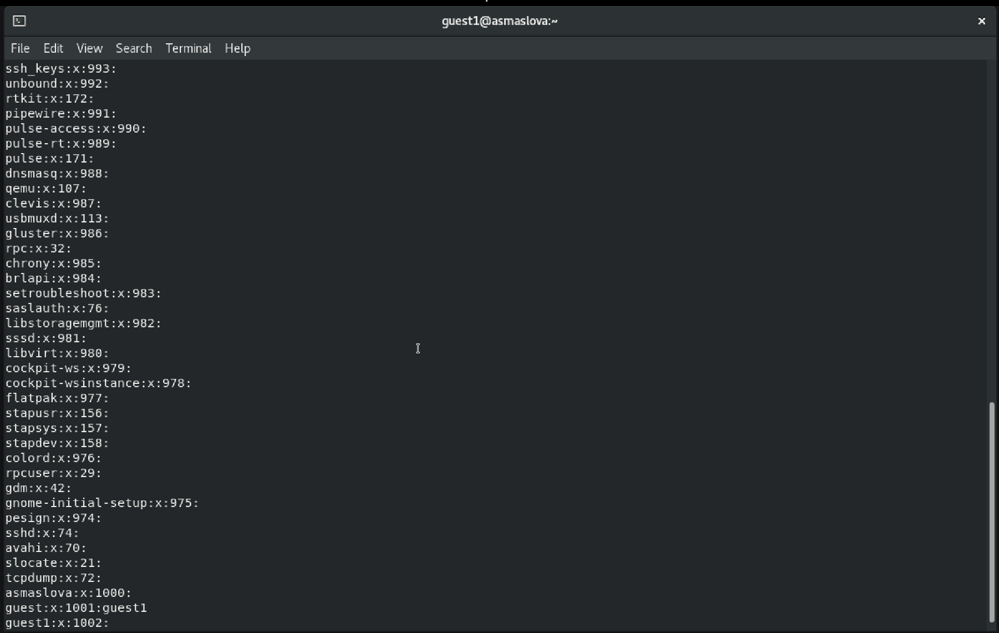 guest1@asmaslova:~
File Edit View Search Terminal Help
ssh_keys:x:993:
unbound:x:992:
rtkit:x:172:
pipewire:x:991:
pulse-access:x:990:
pulse-rt:x:989:
pulse:x:171:
dnsmasq:x:988:
qemu:x:107:
clevis:x:987:
usbmuxd:x:113:
gluster:x:986:
rpc:x:32:
chrony:x:985:
brlapi:x:984:
setroubleshoot:x:983:
saslauth:x:76:
libstoragemgmt:x:982:
sssd:x:981:
libvirt:x:980:
cockpit-ws:x:979:
cockpit-wsinstance:x:978:
flatpak:x:977:
stapusr:x:156:
stapsys:x:157:
stapdev:x:158:
colord:x:976:
rpcuser:x:29:
gdm:x:42:
gnome-initial-setup:x:975:
pesign:x:974:
sshd:x:74:
avahi:x:70:
slocate:x:21:
tcpdump:x:72:
asmaslova:x:1000:
guest:x:1001:guest1
guest1:x:1002: